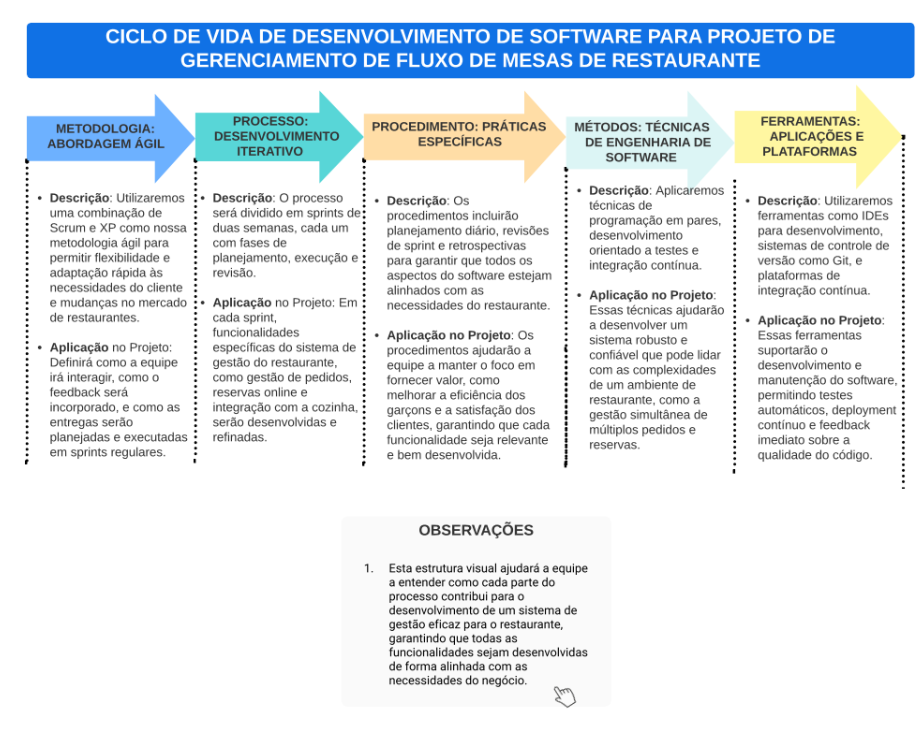 CICLO DE VIDA DE DESENVOLVIMENTO DE SOFTWARE PARA PROJETO DE
GERENCIAMENTO DE FLUXO DE MESAS DE RESTAURANTE
METODOLOGIA:
ABORDAGEM ÁGIL
• Descrição: Utilizaremos
uma combinação de
Scrum e XP como nossa
metodologia ágil para
permitir flexibilidade e
adaptação rápida às
necessidades do cliente
e mudanças no mercado
de restaurantes.
• Aplicação no Projeto:
Definirá como a equipe
irá interagir, como o
feedback será
incorporado, e como as
entregas serão
planejadas e executadas
em sprints regulares.
PROCESSO:
DESENVOLVIMENTO
ITERATIVO
• Descrição: O processo
será dividido em sprints de
duas semanas, cada um
com fases de
planejamento, execução e
revisão.
• Aplicação no Projeto: Em
cada sprint,
funcionalidades
específicas do sistema de
gestão do restaurante,
como gestão de pedidos,
reservas online e
integração com a cozinha,
serão desenvolvidas e
refinadas.
PROCEDIMENTO: PRÁTICAS
ESPECÍFICAS
• Descrição: Os
procedimentos incluirão
planejamento diário, revisões
de sprint e retrospectivas
para garantir que todos os
aspectos do software estejam
alinhados com as
necessidades do restaurante.
• Aplicação no Projeto: Os
procedimentos ajudarão a
equipe a manter o foco em
fornecer valor, como
melhorar a eficiência dos
garçons e a satisfação dos
clientes, garantindo que cada
funcionalidade seja relevante
e bem desenvolvida.
MÉTODOS: TÉCNICAS
DE ENGENHARIA DE
SOFTWARE
• Descrição: Aplicaremos
técnicas de
programação em pares,
desenvolvimento
orientado a testes e
integração contínua.
• Aplicação no Projeto:
Essas técnicas ajudarão
a desenvolver um
sistema robusto e
confiável que pode lidar
com as complexidades
de um ambiente de
restaurante, como a
gestão simultânea de
múltiplos pedidos e
reservas.
FERRAMENTAS:
APLICAÇÕES E
PLATAFORMAS
• Descrição: Utilizaremos
ferramentas como IDEs
para desenvolvimento,
sistemas de controle de
versão como Git, e
plataformas de
integração contínua.
• Aplicação no Projeto:
Essas ferramentas
suportarão o
desenvolvimento e
manutenção do software,
permitindo testes
automáticos, deployment
contínuo e feedback
imediato sobre a
qualidade do código.
OBSERVAÇÕES
1. Esta estrutura visual ajudará a equipe
a entender como cada parte do
processo contribui para o
desenvolvimento de um sistema de
gestão eficaz para o restaurante,
garantindo que todas as
funcionalidades sejam desenvolvidas
de forma alinhada com as
necessidades do negócio.